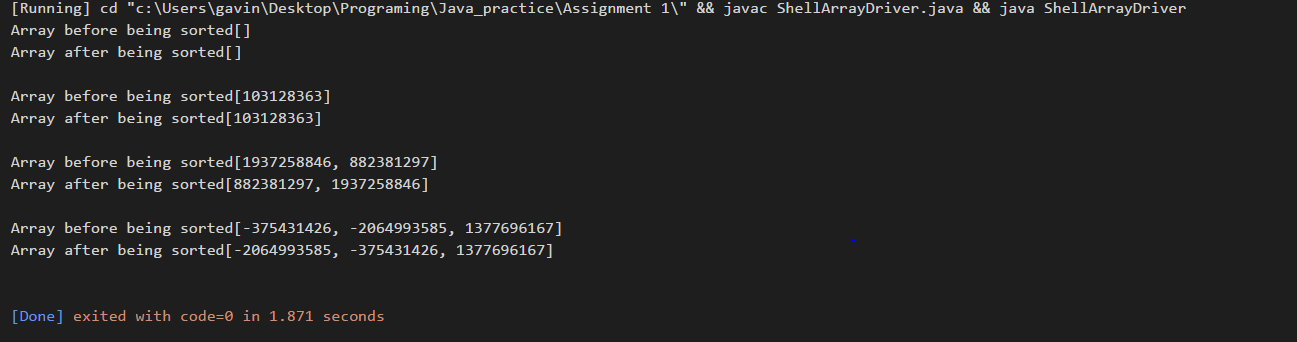 [Running] cd "c:\Users\gavin\Desktop\Programing\Java_practice\Assignment 1\" && javac ShellArrayDriver.java && java ShellArrayDriver
Array before being sorted[]
Array after being sorted[]
Array before being sorted[103128363]
Array after being sorted[103128363]
Array before being sorted[1937258846, 882381297]
Array after being sorted[882381297, 1937258846]
Array before being sorted[-375431426, -2064993585, 1377696167]
Array after being sorted[-2064993585, -375431426, 1377696167]
[Done] exited with code=0 in 1.871 seconds